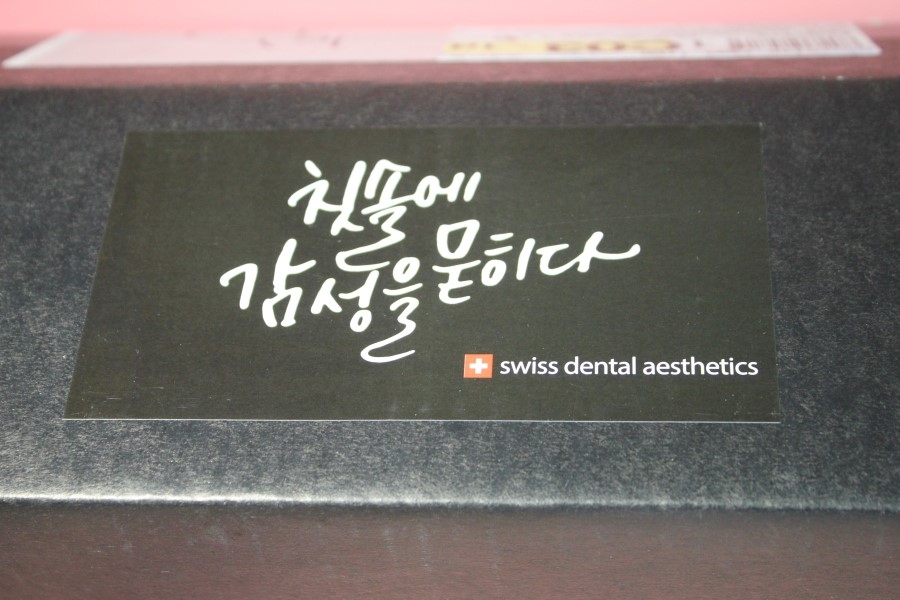 칫솔에
감성을 묻히다
swiss dental aesthetics